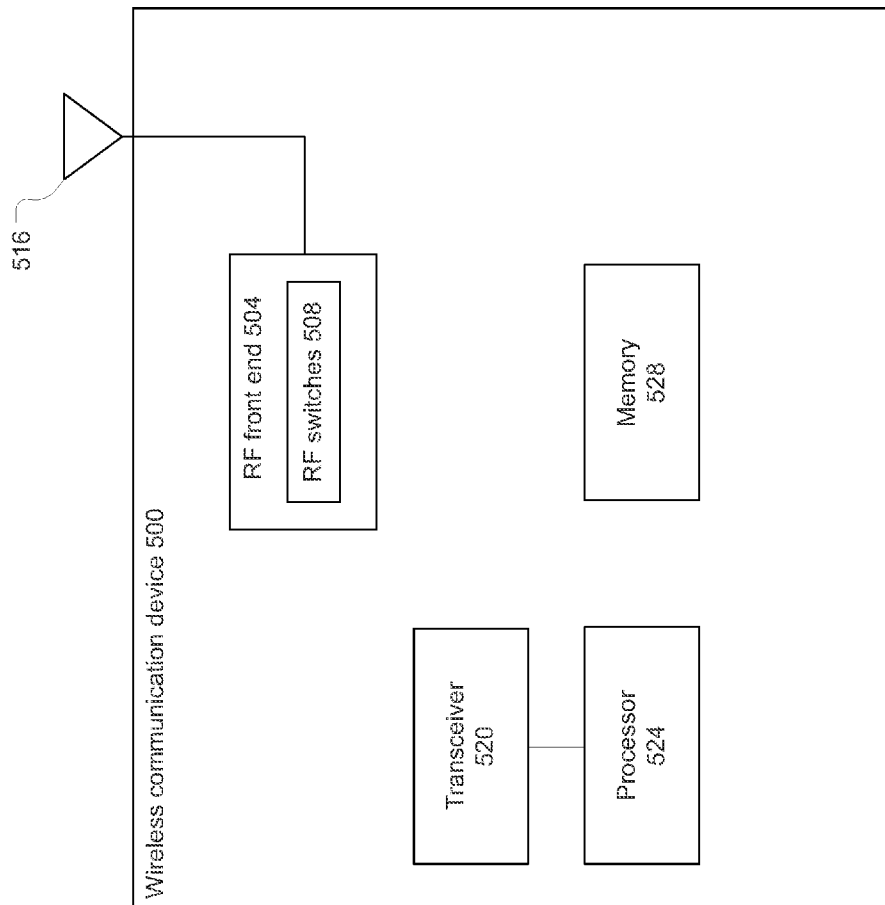 Wireless communication device 500
516
RF front end 504
RF switches 508
Transceiver
520
Processor
524
Memory
528